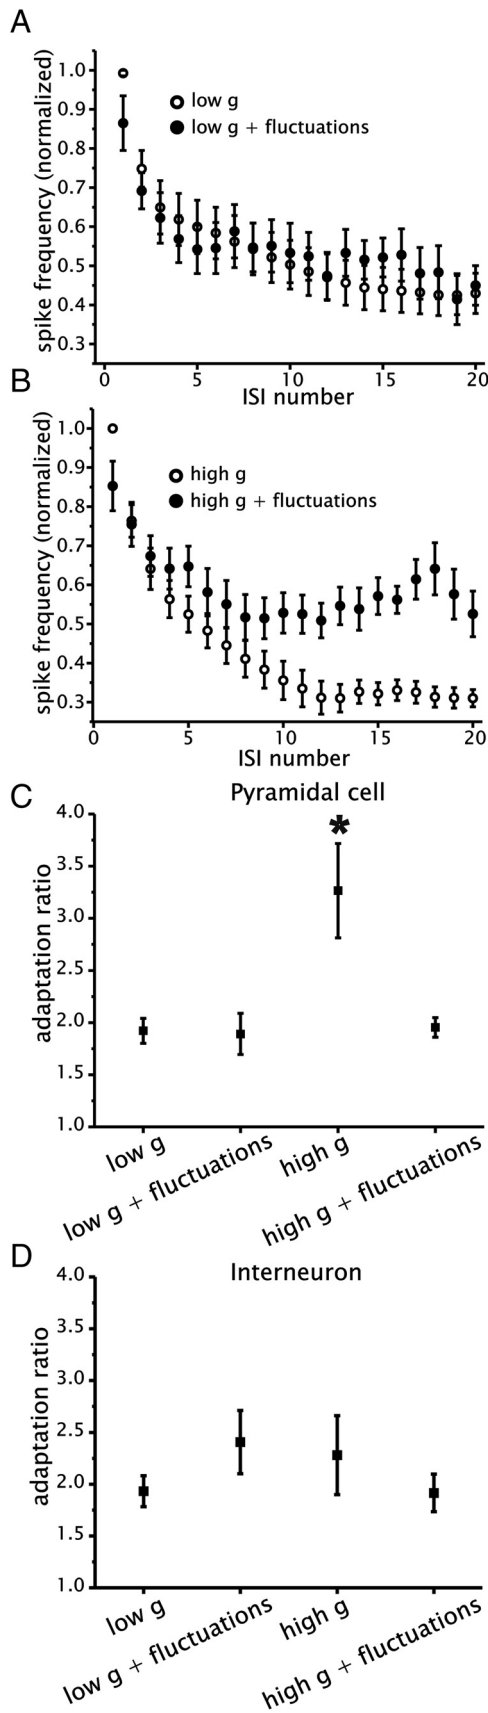 A
spike frequency (normalized)
1.0
0.9
0.8
0.7
0.6
0.5
0.4
0.3
low g
low g + fluctuations
0 5 10 15 20
ISI number
B
spike frequency (normalized)
1.0
0.9
0.8
0.7
0.6
0.5
0.4
0.3
high g
high g + fluctuations
0 5 10 15 20
ISI number
C
Pyramidal cell
adaptation ratio
4.0
3.5
3.0
2.5
2.0
1.5
1.0
*
low g
low g + fluctuations
high g
high g + fluctuations
D
Interneuron
adaptation ratio
4.0
3.5
3.0
2.5
2.0
1.5
1.0
low g
low g + fluctuations
high g
high g + fluctuations